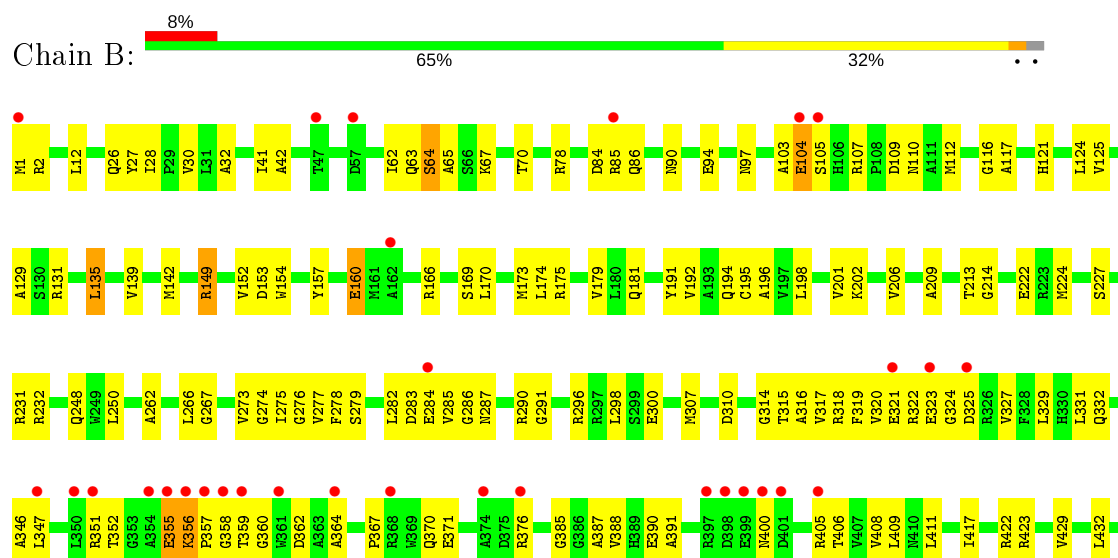 8%
Chain B:
65% 32% • •
M1 R2 L12 Q26 Y27 I28 P29 V30 L31 A32 I41 A42 T47 D57 I62 Q63 S64 A65 S66 K67 T70 R78 D84 R85 Q86 N90 E94 N97 A103 E104 S105 H106 R107 P108 D109 N110 A111 M112 G116 A117 H121 L124 V125
A129 S130 R131 L135 V139 M142 R149 V152 D153 W154 Y157 E160 M161 A162 R166 S169 L170 M173 L174 R175 V179 L180 Q181 Y191 V192 A193 Q194 C195 A196 V197 L198 V201 K202 V206 A209 T213 G214 E222 R223 M224 S227
R231 R232 Q248 W249 L250 A262 L266 G267 V273 G274 I275 G276 V277 F278 S279 L282 D283 E284 V285 G286 N287 R290 G291 R296 R297 L298 S299 E300 M307 D310 G314 T315 A316 V317 R318 F319 V320 E321 R322 E323 G324 D325 R326 V327 F328 L329 H330 L331 Q332
A346 L347 L350 R351 T352 G353 A354 E355 K356 P357 G358 T359 G360 W361 D362 A363 A364 P367 R368 Q370 E371 A374 D375 R376 G385 G386 A387 V388 H389 E390 A391 R397 D398 E399 N400 D401 R405 T406 V407 V408 L409 N410 L411 I417 R422 R423 V429 L432